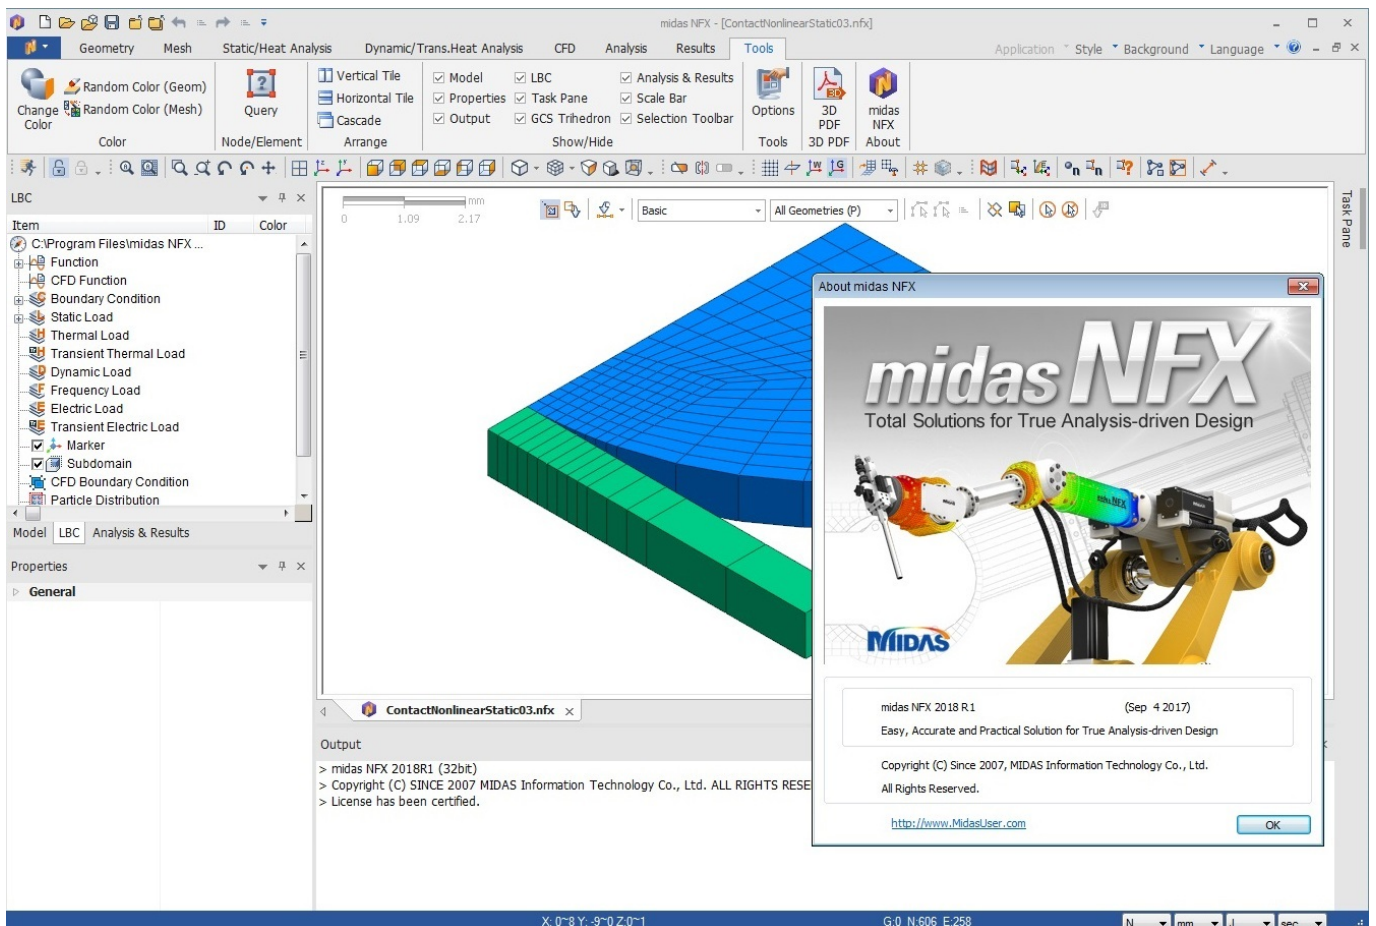 midas NFX - [ContactNonlinearStatic03.nfx]
Geometry Mesh Static/Heat Analysis Dynamic/Trans.Heat Analysis CFD Analysis Results Tools Application Style Background Language
Change Color
Random Color (Geom)
Random Color (Mesh)
Color
Query
Node/Element
Vertical Tile
Horizontal Tile
Cascade
Arrange
Model LBC Analysis & Results
Properties Task Pane Scale Bar
Output GCS Trihedron Selection Toolbar
Show/Hide
Options
Tools
3D PDF
3D PDF
midas NFX
About
LBC
Item ID Color
C:\Program Files\midas NFX ...
Function
CFD Function
Boundary Condition
Static Load
Thermal Load
Transient Thermal Load
Dynamic Load
Frequency Load
Electric Load
Transient Electric Load
Marker
Subdomain
CFD Boundary Condition
Particle Distribution
Model LBC Analysis & Results
Properties
General
mm
0 1.09 2.17
Basic All Geometries (P)
Task Pane
ContactNonlinearStatic03.nfx
Output
> midas NFX 2018R1 (32bit)
> Copyright (C) SINCE 2007 MIDAS Information Technology Co., Ltd. ALL RIGHTS RESE
> License has been certified.
About midas NFX
midas NFX
Total Solutions for True Analysis-driven Design
midas NFX
MIDAS
midas NFX 2018 R1 (Sep 4 2017)
Easy, Accurate and Practical Solution for True Analysis-driven Design
Copyright (C) Since 2007, MIDAS Information Technology Co., Ltd.
All Rights Reserved.
http://www.MidasUser.com
OK
X: 0~8 Y: -9~0 Z:0~1 G:0 N:606 E:258 N mm J sec